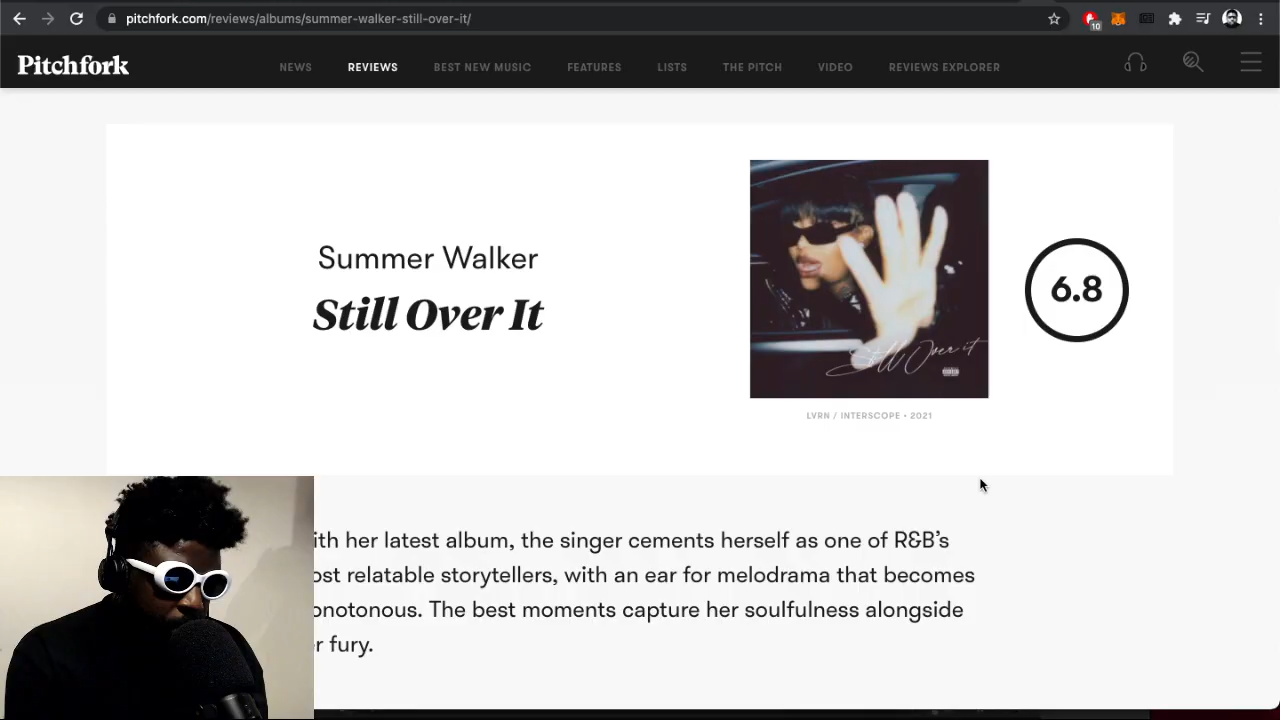 pitchfork.com/reviews/albums/summer-walker-still-over-it/
10
Pitchfork
NEWS
REVIEWS
BEST NEW MUSIC
FEATURES
LISTS
THE PITCH
VIDEO
REVIEWS EXPLORER
Summer Walker
Still Over It
Still Over it
6.8
LVRN / INTERSCOPE • 2021
ith her latest album, the singer cements herself as one of R&B's
ost relatable storytellers, with an ear for melodrama that becomes
onotonous. The best moments capture her soulfulness alongside
r fury.